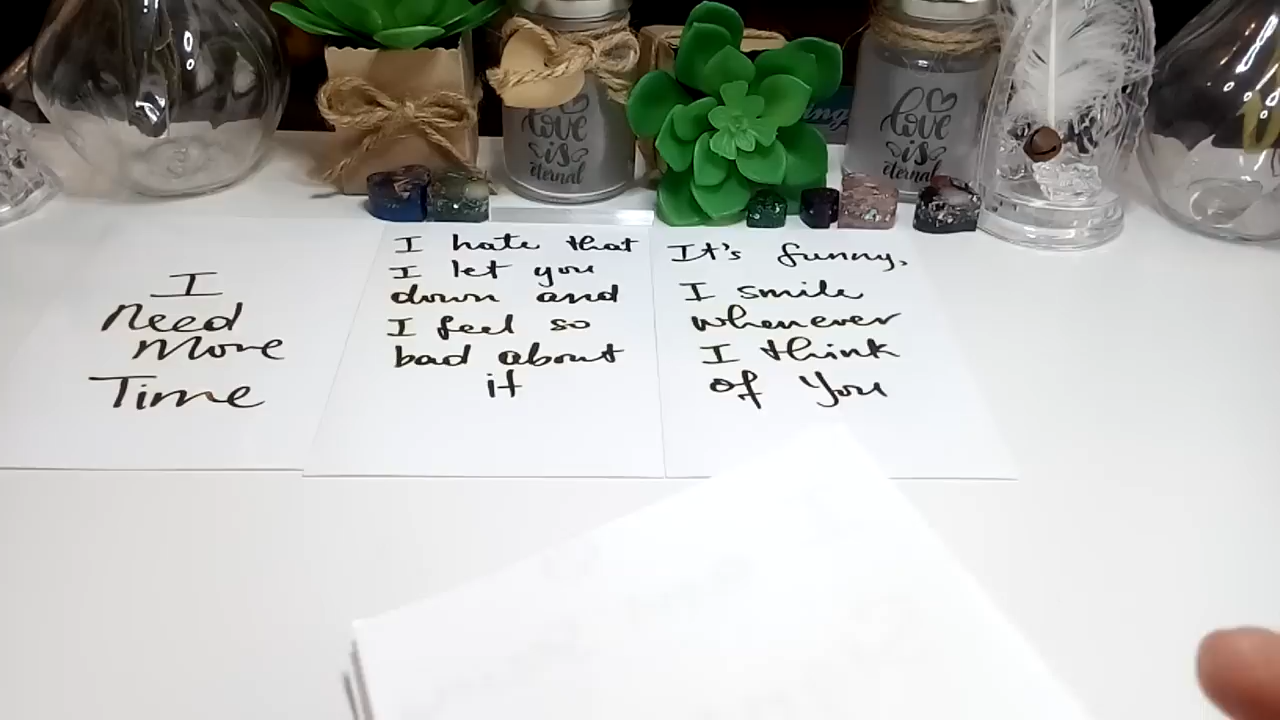 love
is
eternal
love
is
eternal
ing
I
Need
More
Time
I hate that
I let you
down and
I feel so
bad about
it
It's funny,
I smile
whenever
I think
of You